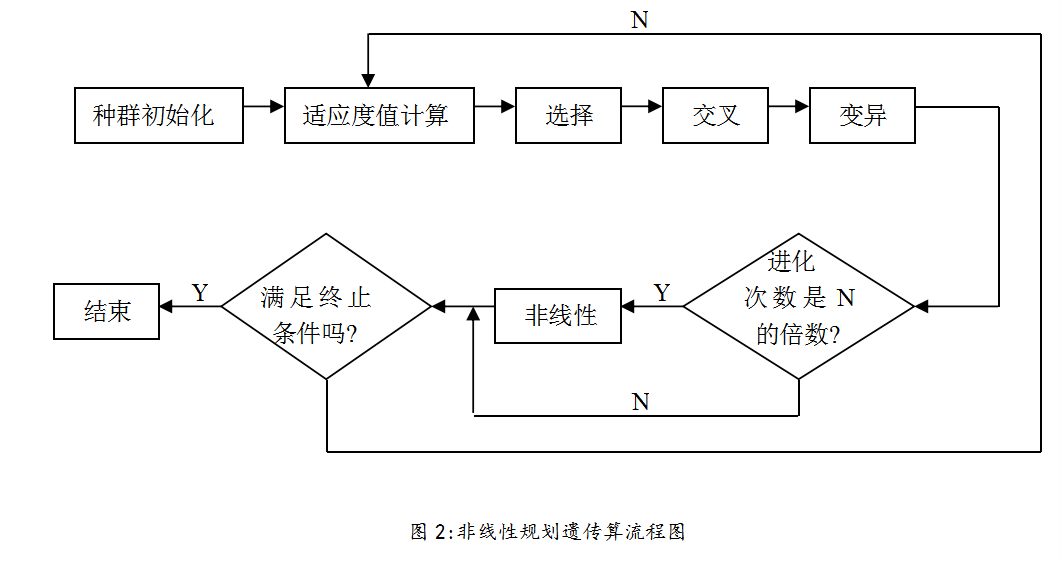 N
种群初始化
适应度值计算
选择
交叉
变异
结束
Y
满足终止
条件吗?
非线性
Y
进化
次数是 N
的倍数?
N
图 2:非线性规划遗传算流程图